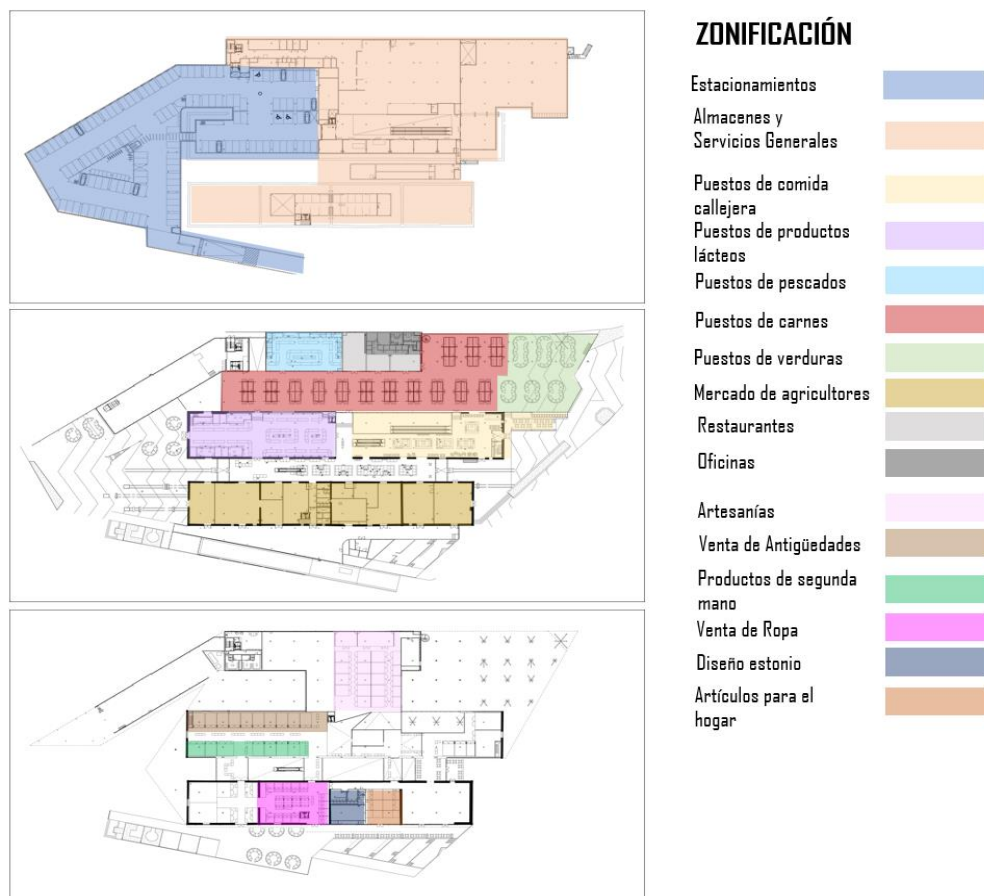 ZONIFICACIÓN
Estacionamientos
Almacenes y
Servicios Generales
Puestos de comida
callejera
Puestos de productos
lácteos
Puestos de pescados
Puestos de carnes
Puestos de verduras
Mercado de agricultores
Restaurantes
Oficinas
Artesanías
Venta de Antigüedades
Productos de segunda
mano
Venta de Ropa
Diseño estonio
Artículos para el
hogar